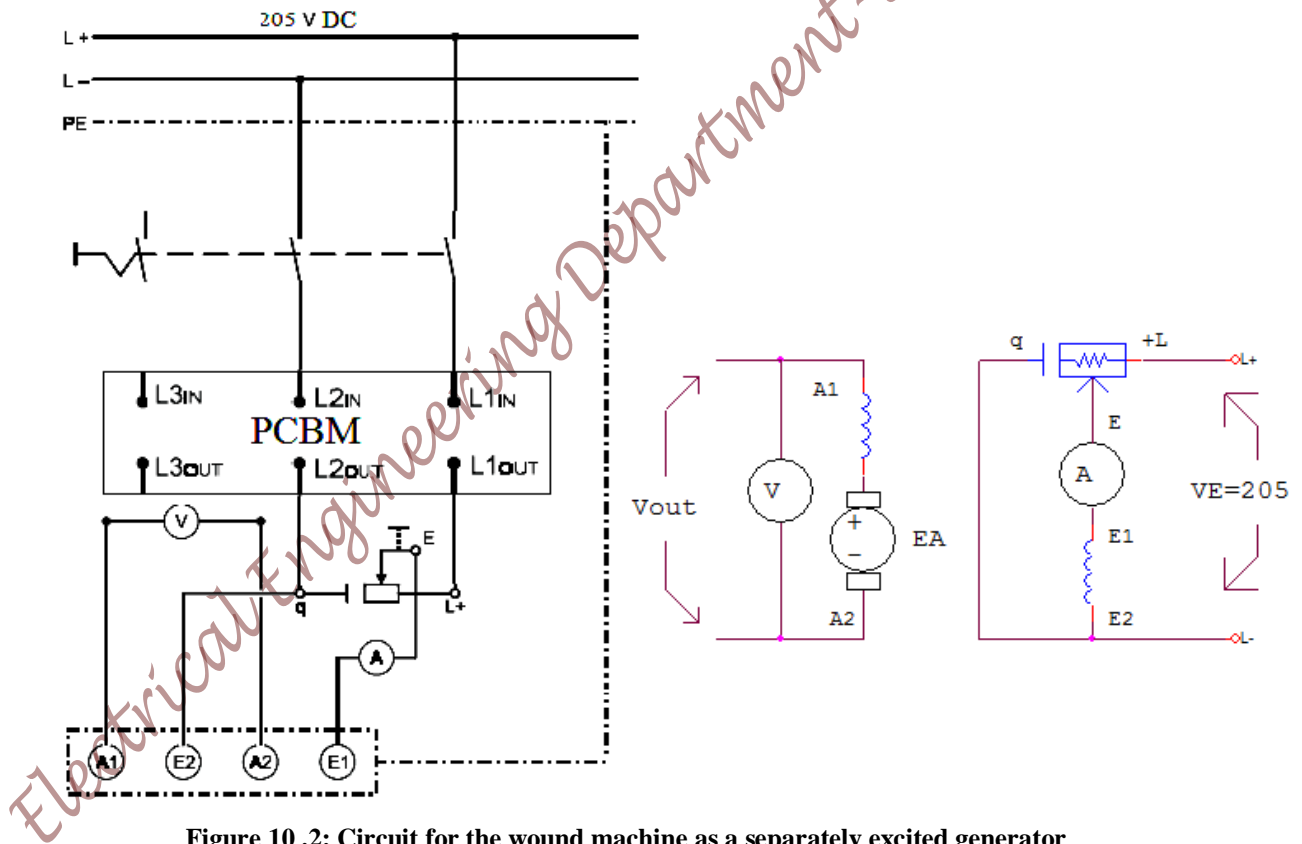 205 V DC
L +
L –
PE
L3IN
L2IN
L1IN
PCBM
L3OUT
L2OUT
L1OUT
V
E
q
L+
A
A1
E2
A2
E1
Vout
V
A1
+
–
EA
A2
q
+L
L+
E
A
E1
E2
VE=205
L-
Electrical Engineering Department-
Figure 10 .2: Circuit for the wound machine as a separately excited generator